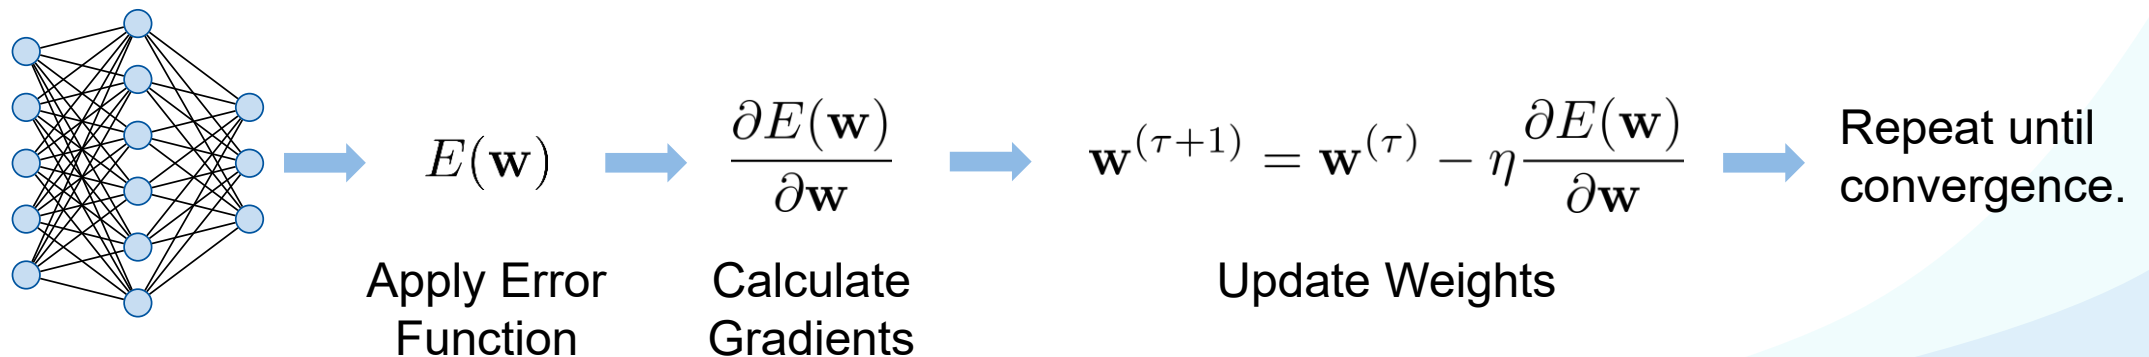 E(w)
∂E(w)
∂w
w^(τ+1) = w^(τ) − η ∂E(w)/∂w
Repeat until
convergence.
Apply Error
Function
Calculate
Gradients
Update Weights